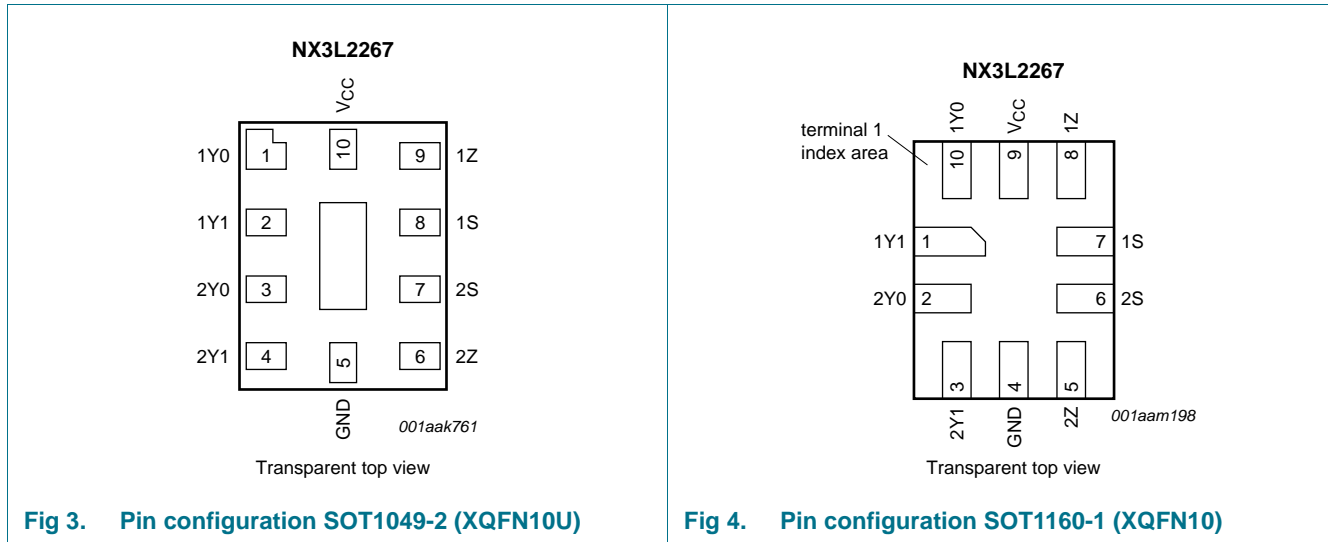 NX3L2267
VCC
1Y0 1 10 9 1Z
1Y1 2 8 1S
2Y0 3 7 2S
2Y1 4 5 6 2Z
GND
001aak761
Transparent top view
Fig 3. Pin configuration SOT1049-2 (XQFN10U)
NX3L2267
terminal 1
index area
1Y0 VCC 1Z
10 9 8
1Y1 1 7 1S
2Y0 2 6 2S
3 4 5
2Y1 GND 2Z
001aam198
Transparent top view
Fig 4. Pin configuration SOT1160-1 (XQFN10)